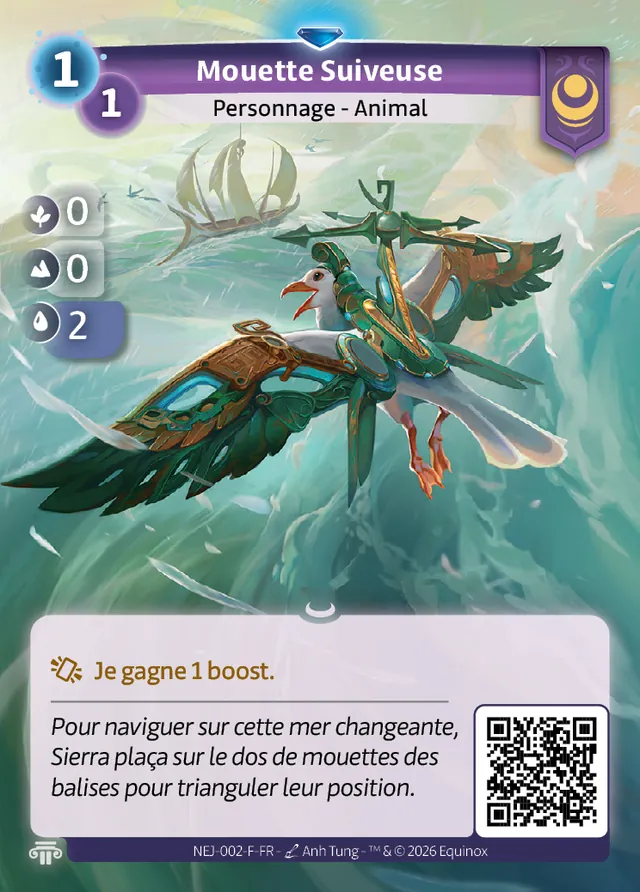 1
Mouette Suiveuse
1
Personnage - Animal
0
0
2
Je gagne 1 boost.
Pour naviguer sur cette mer changeante,
Sierra plaça sur le dos de mouettes des
balises pour trianguler leur position.
NEJ-002-F-FR - Anh Tung - ™ & © 2026 Equinox